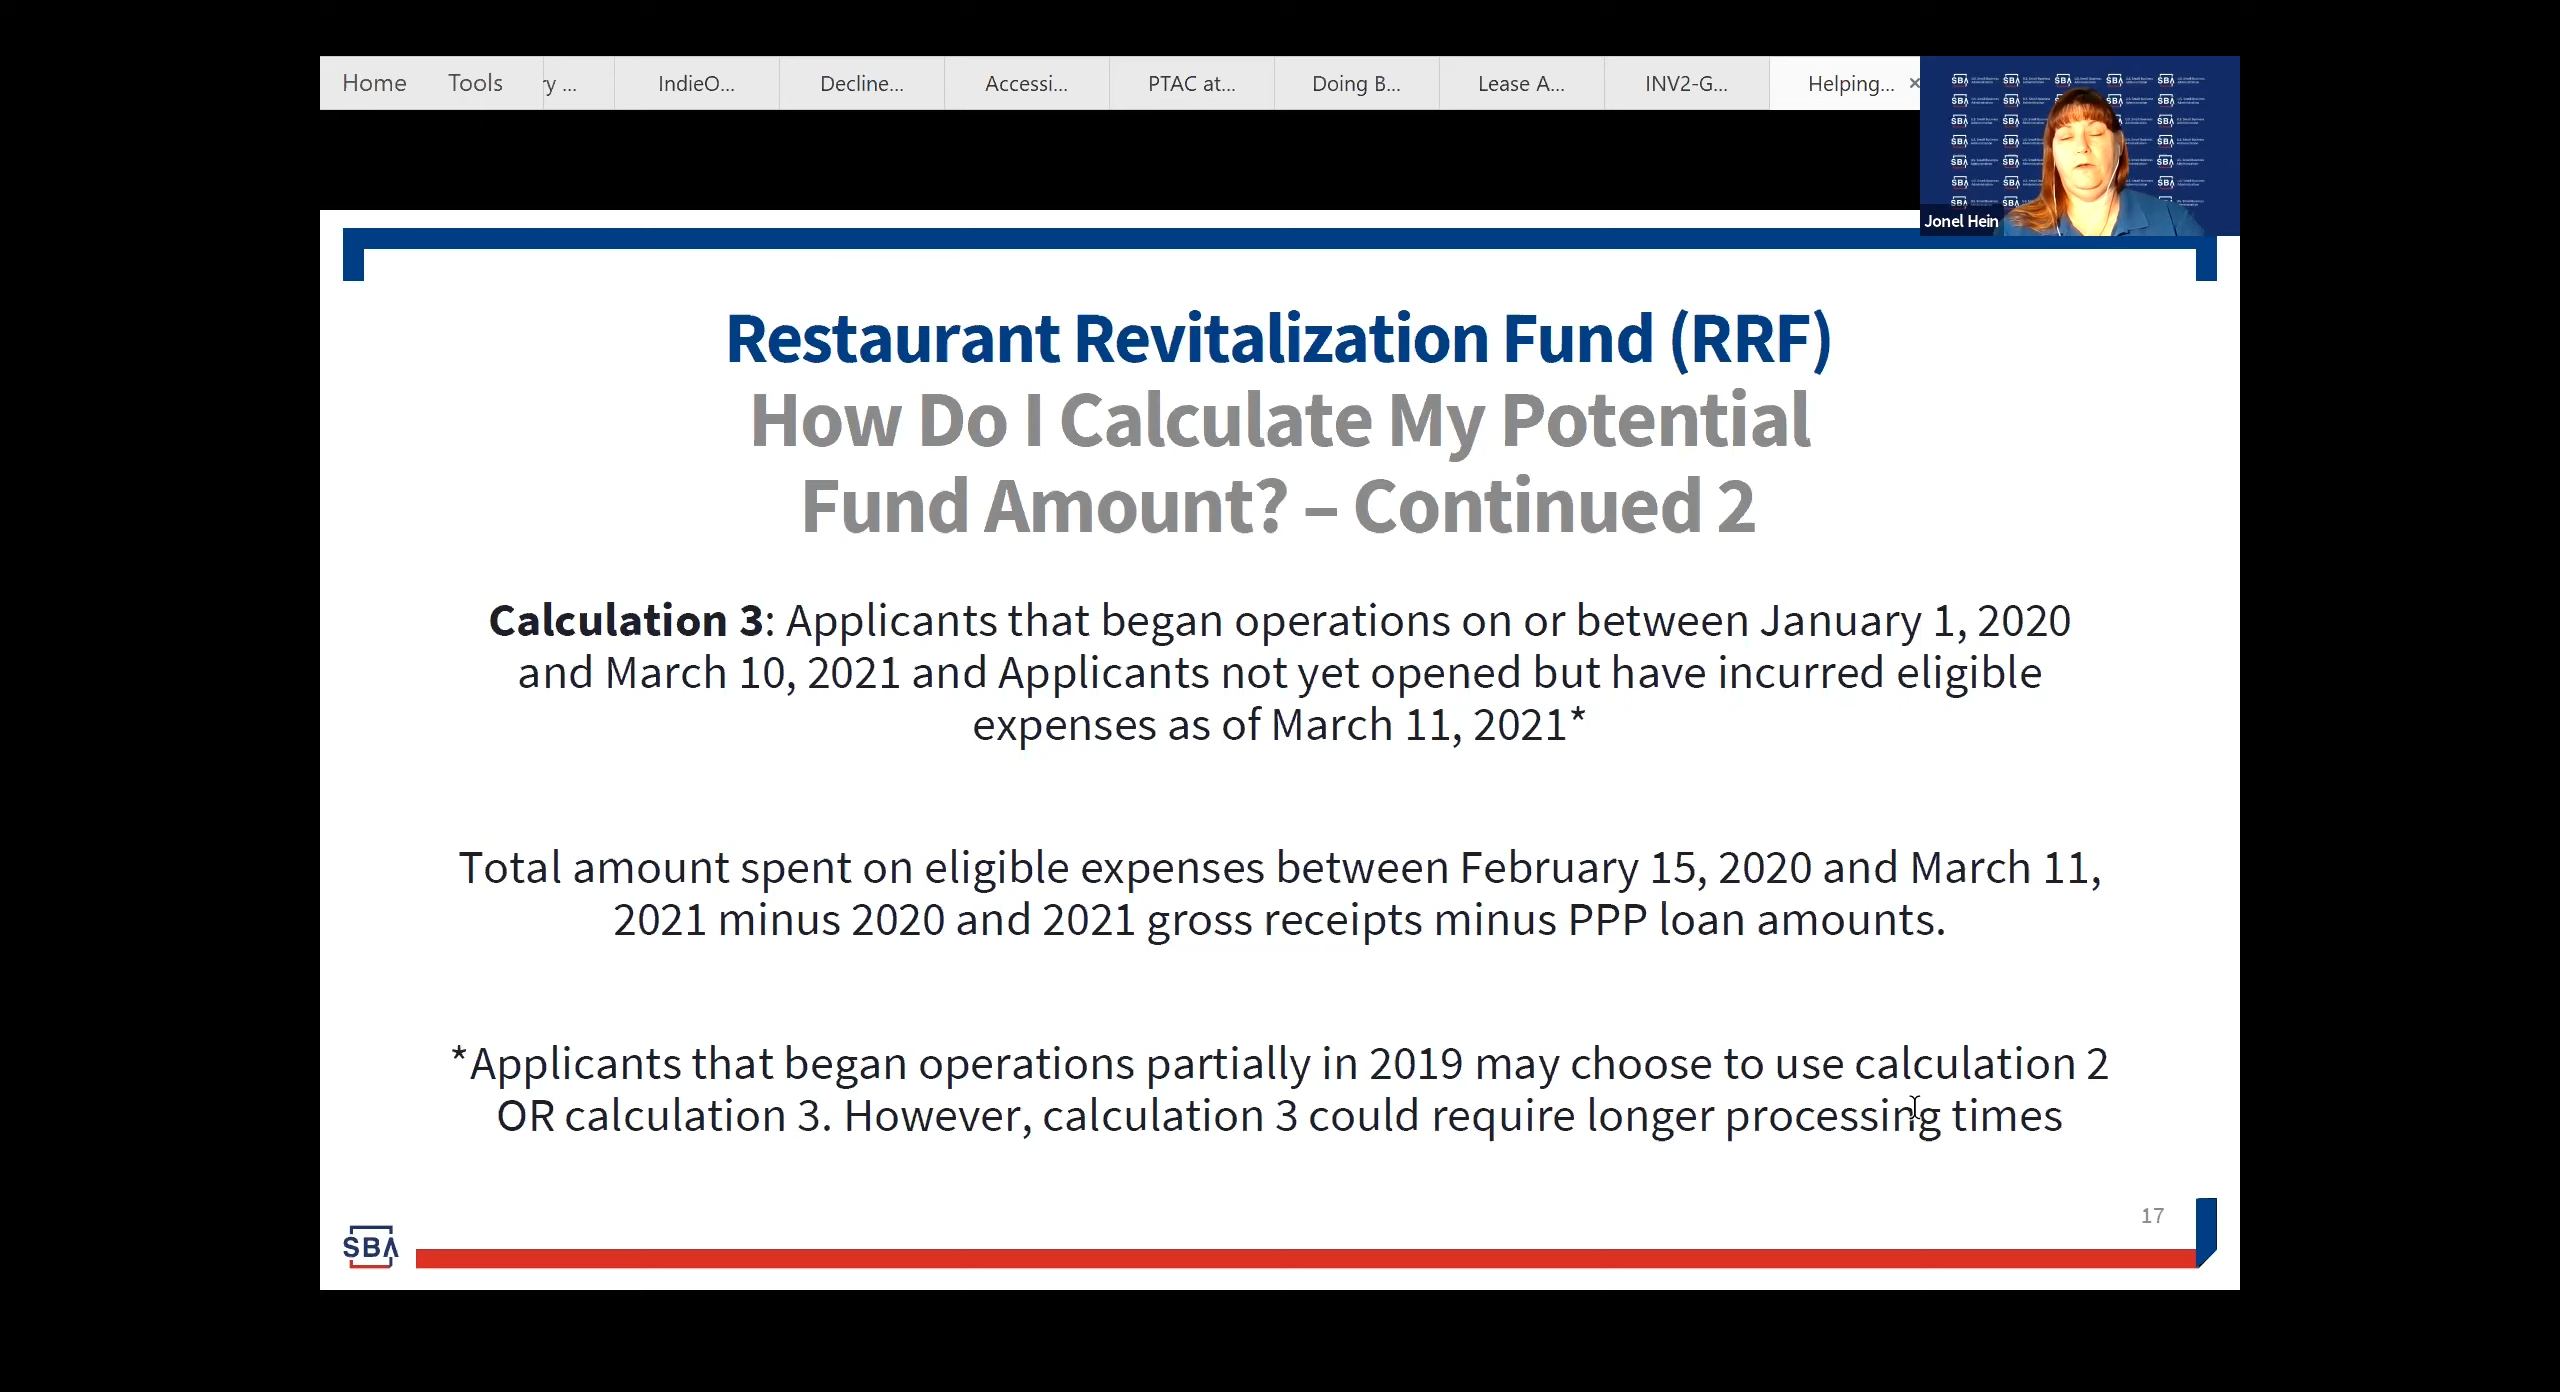 Home Tools ry ... IndieO... Decline... Accessi... PTAC at... Doing B... Lease A... INV2-G... Helping... ×
Jonel Hein
Restaurant Revitalization Fund (RRF)
How Do I Calculate My Potential
Fund Amount? – Continued 2
Calculation 3: Applicants that began operations on or between January 1, 2020
and March 10, 2021 and Applicants not yet opened but have incurred eligible
expenses as of March 11, 2021*
Total amount spent on eligible expenses between February 15, 2020 and March 11,
2021 minus 2020 and 2021 gross receipts minus PPP loan amounts.
*Applicants that began operations partially in 2019 may choose to use calculation 2
OR calculation 3. However, calculation 3 could require longer processing times
17
SBA